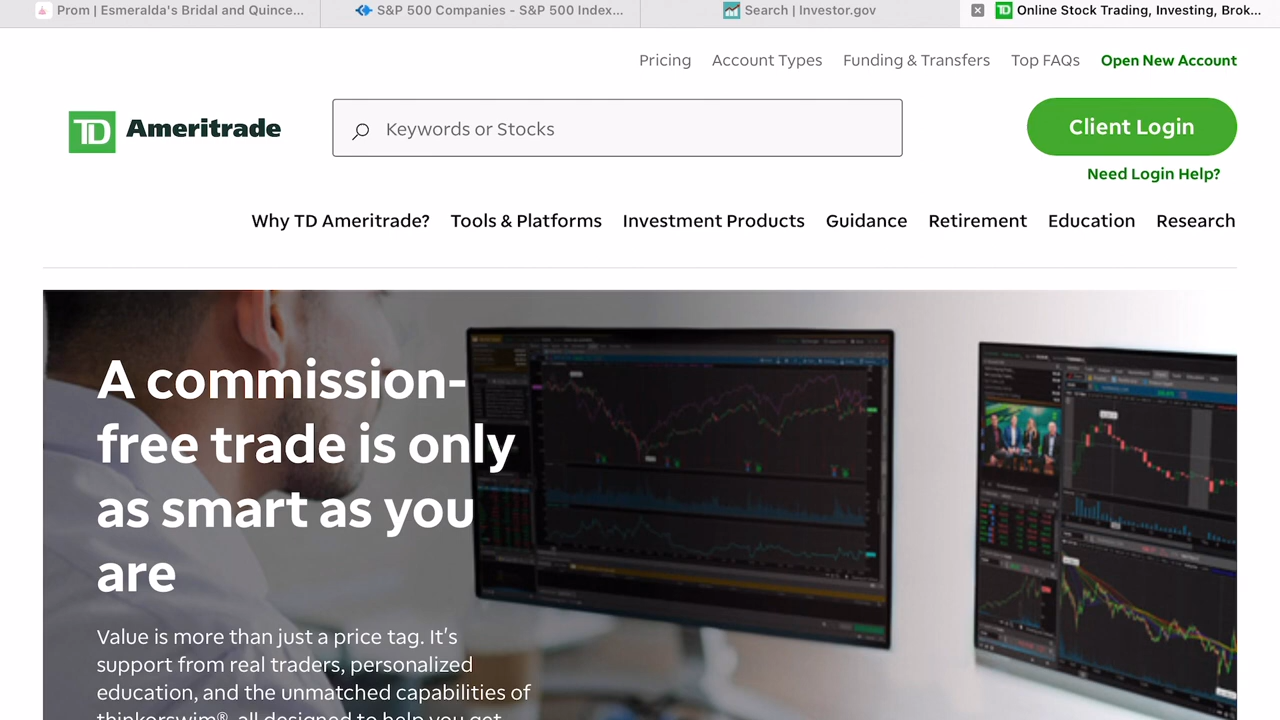 Prom | Esmeralda's Bridal and Quince...
S&P 500 Companies - S&P 500 Index...
Search | Investor.gov
Online Stock Trading, Investing, Brok...
Pricing
Account Types
Funding & Transfers
Top FAQs
Open New Account
TD Ameritrade
Keywords or Stocks
Client Login
Need Login Help?
Why TD Ameritrade?
Tools & Platforms
Investment Products
Guidance
Retirement
Education
Research
A commission-
free trade is only
as smart as you
are
Value is more than just a price tag. It's
support from real traders, personalized
education, and the unmatched capabilities of
thinkorswim®, all designed to help you get